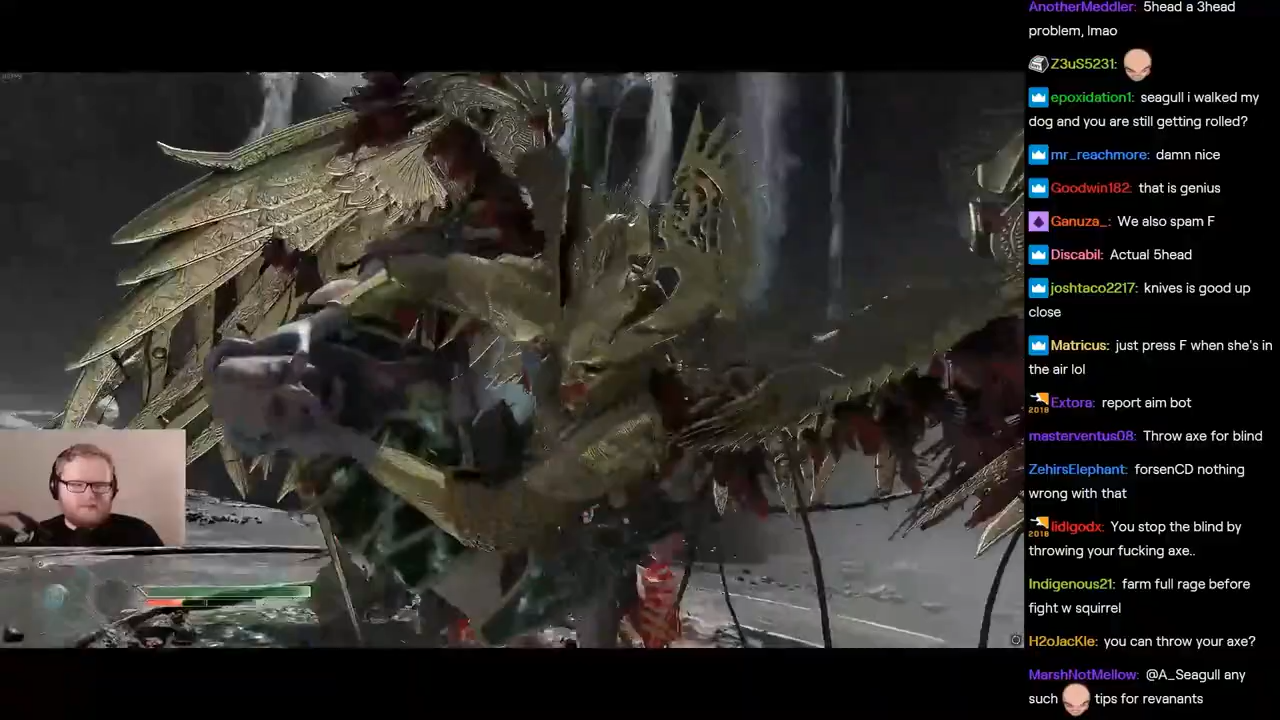 AnotherMeddler: 5head a 3head
problem, lmao
Z3uS5231:
epoxidation1: seagull i walked my
dog and you are still getting rolled?
mr_reachmore: damn nice
Goodwin182: that is genius
Ganuza_: We also spam F
Discabil: Actual 5head
joshtaco2217: knives is good up
close
Matricus: just press F when she's in
the air lol
2018 Extora: report aim bot
masterventus08: Throw axe for blind
ZehirsElephant: forsenCD nothing
wrong with that
2018 lidlgodx: You stop the blind by
throwing your fucking axe..
Indigenous21: farm full rage before
fight w squirrel
H2oJacKle: you can throw your axe?
MarshNotMellow: @A_Seagull any
such tips for revanants